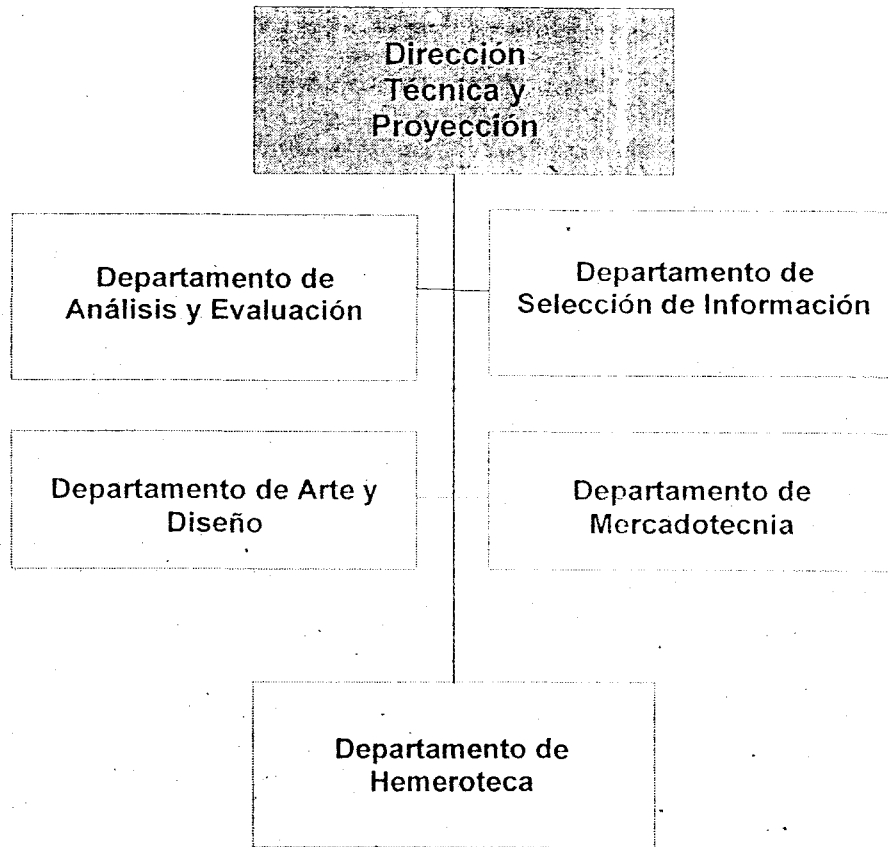 Dirección
Técnica y
Proyección
Departamento de
Análisis y Evaluación
Departamento de
Selección de Información
Departamento de Arte y
Diseño
Departamento de
Mercadotecnia
Departamento de
Hemeroteca